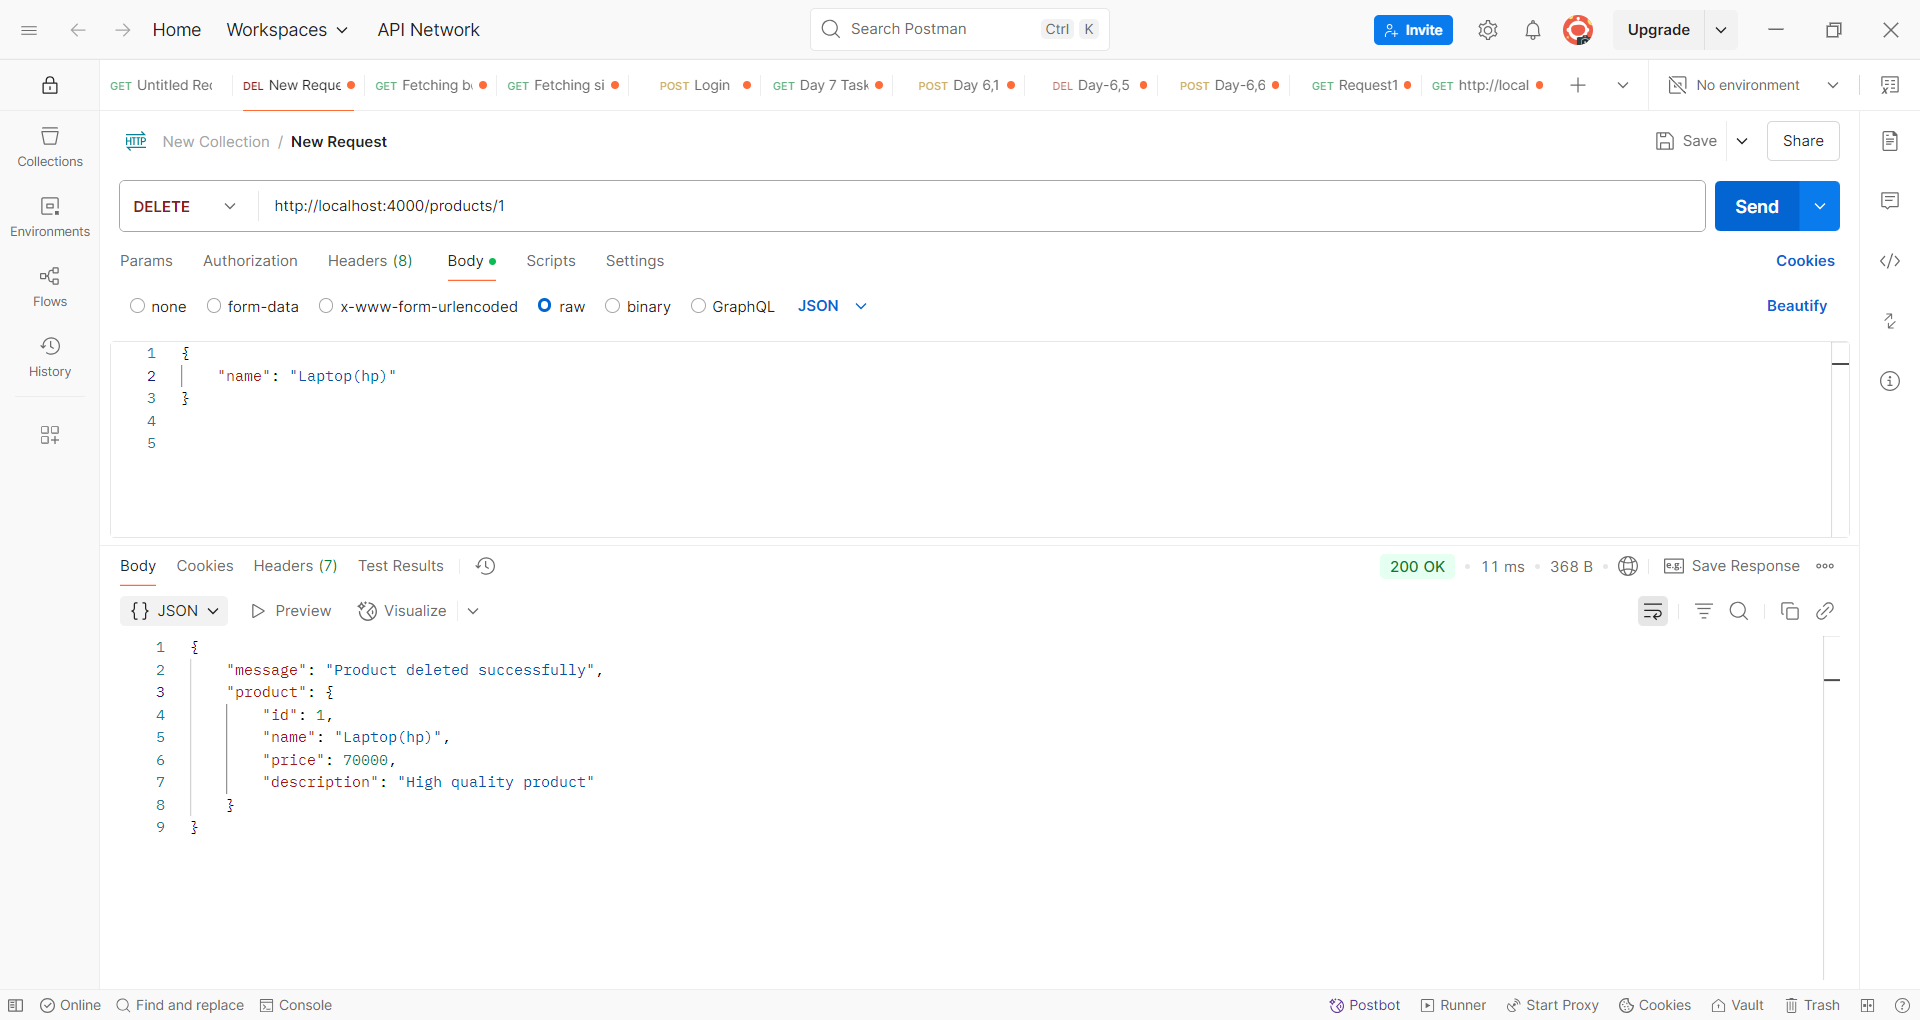 Home Workspaces API Network Search Postman Ctrl K Invite Upgrade
GET Untitled Rec DEL New Reque GET Fetching b GET Fetching si POST Login GET Day 7 Task POST Day 6,1 DEL Day-6,5 POST Day-6,6 GET Request1 GET http://local No environment
Collections
Environments
Flows
History
HTTP New Collection / New Request Save Share
DELETE http://localhost:4000/products/1 Send
Params Authorization Headers (8) Body Scripts Settings Cookies
none form-data x-www-form-urlencoded raw binary GraphQL JSON Beautify
1 {
2 "name": "Laptop(hp)"
3 }
4
5
Body Cookies Headers (7) Test Results 200 OK 11 ms 368 B e.g. Save Response
{} JSON Preview Visualize
1 {
2 "message": "Product deleted successfully",
3 "product": {
4 "id": 1,
5 "name": "Laptop(hp)",
6 "price": 70000,
7 "description": "High quality product"
8 }
9 }
Online Find and replace Console Postbot Runner Start Proxy Cookies Vault Trash